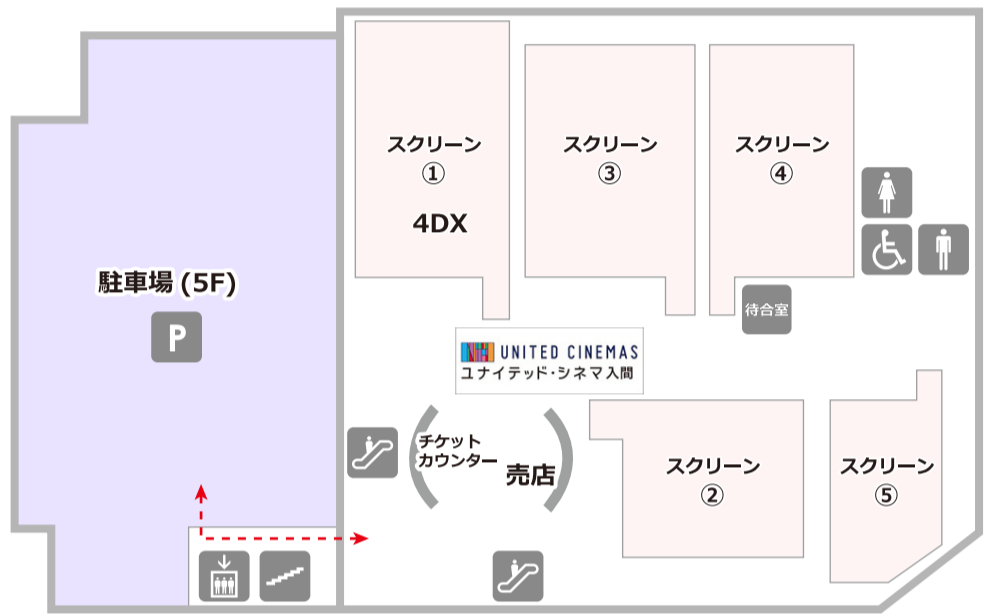 スクリーン
①
4DX
スクリーン
③
スクリーン
④
駐車場 (5F)
P
待合室
UNITED CINEMAS
ユナイテッド・シネマ入間
チケット
カウンター
売店
スクリーン
②
スクリーン
⑤